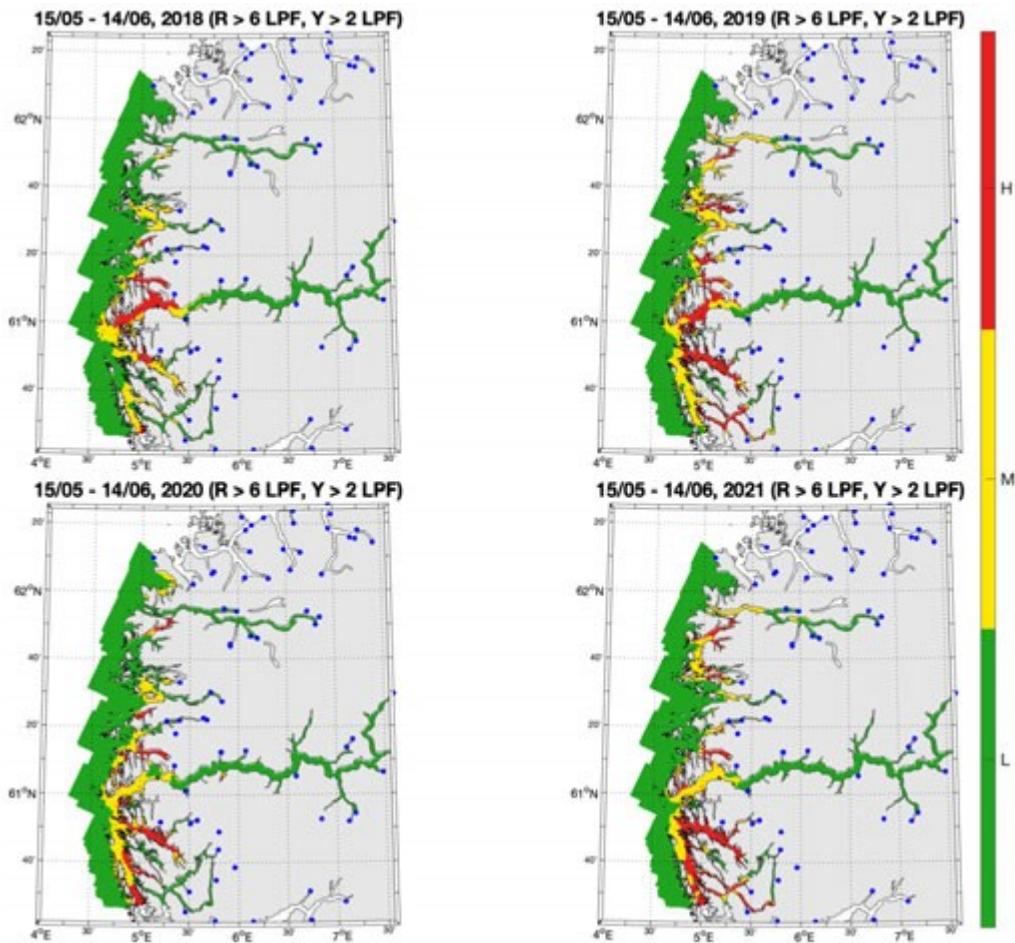 15/05 - 14/06, 2018 (R > 6 LPF, Y > 2 LPF)
15/05 - 14/06, 2019 (R > 6 LPF, Y > 2 LPF)
20'
62°N
40'
20'
61°N
40'
4°E 30' 5°E 30' 6°E 30' 7°E 30'
20'
62°N
40'
20'
61°N
40'
4°E 30' 5°E 30' 6°E 30' 7°E 30'
H
M
L
15/05 - 14/06, 2020 (R > 6 LPF, Y > 2 LPF)
15/05 - 14/06, 2021 (R > 6 LPF, Y > 2 LPF)
20'
62°N
40'
20'
61°N
40'
4°E 30' 5°E 30' 6°E 30' 7°E 30'
20'
62°N
40'
20'
61°N
40'
4°E 30' 5°E 30' 6°E 30' 7°E 30'